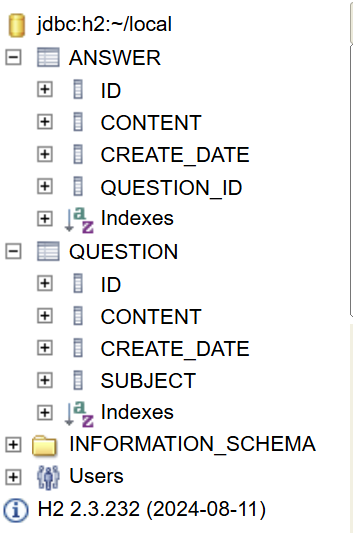 jdbc:h2:~/local
ANSWER
ID
CONTENT
CREATE_DATE
QUESTION_ID
Indexes
QUESTION
ID
CONTENT
CREATE_DATE
SUBJECT
Indexes
INFORMATION_SCHEMA
Users
H2 2.3.232 (2024-08-11)